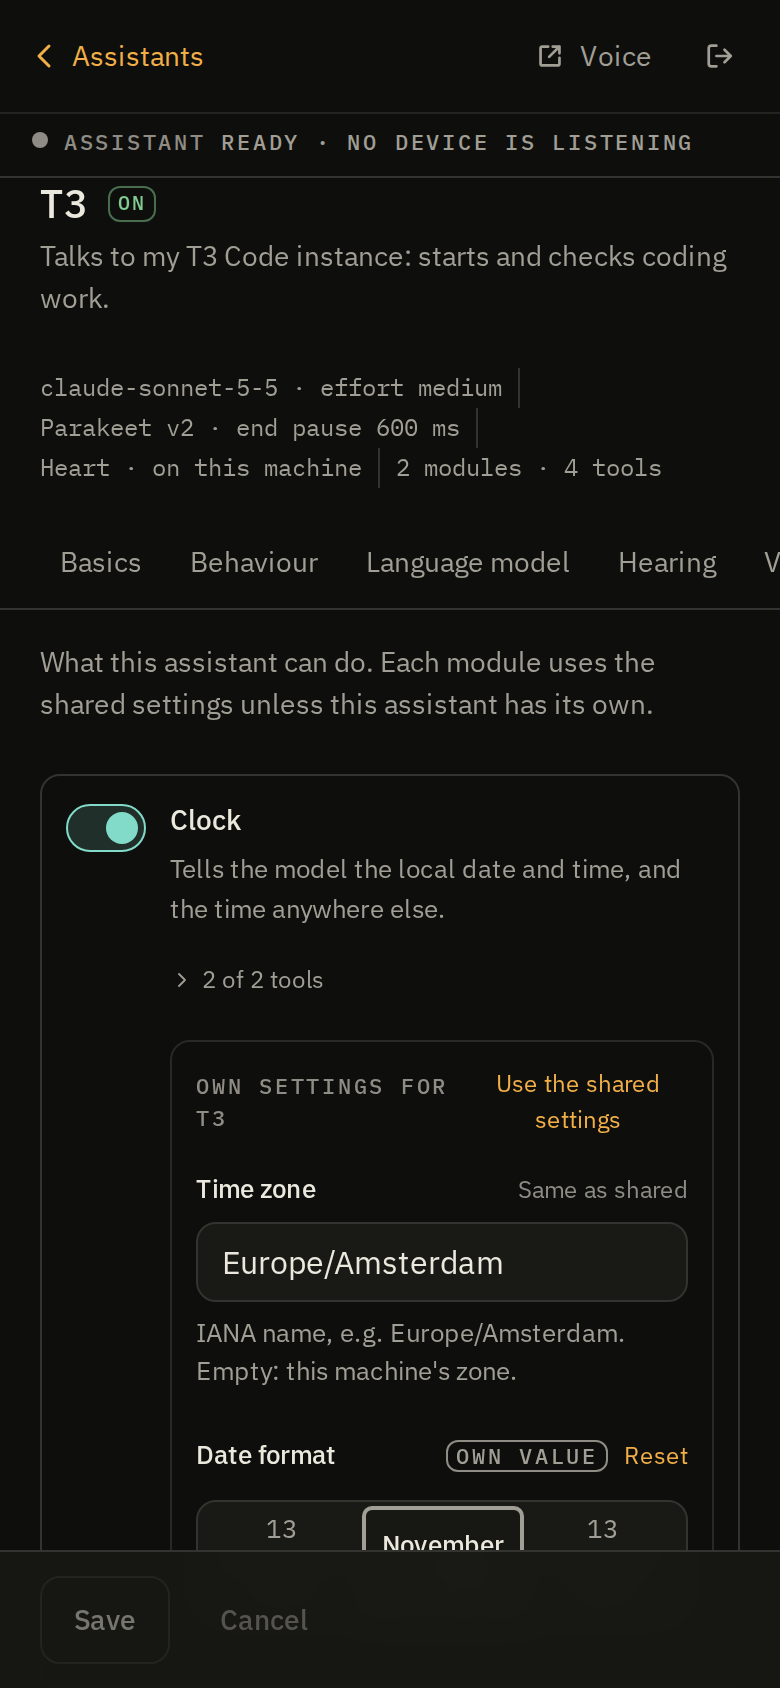 Assistants
Voice
ASSISTANT READY · NO DEVICE IS LISTENING
T3 ON
Talks to my T3 Code instance: starts and checks coding
work.
claude-sonnet-5-5 · effort medium
Parakeet v2 · end pause 600 ms
Heart · on this machine
2 modules · 4 tools
Basics
Behaviour
Language model
Hearing
V
What this assistant can do. Each module uses the
shared settings unless this assistant has its own.
Clock
Tells the model the local date and time, and
the time anywhere else.
2 of 2 tools
OWN SETTINGS FOR
T3
Use the shared
settings
Time zone
Same as shared
Europe/Amsterdam
IANA name, e.g. Europe/Amsterdam.
Empty: this machine's zone.
Date format
OWN VALUE
Reset
13
November
13
Save
Cancel